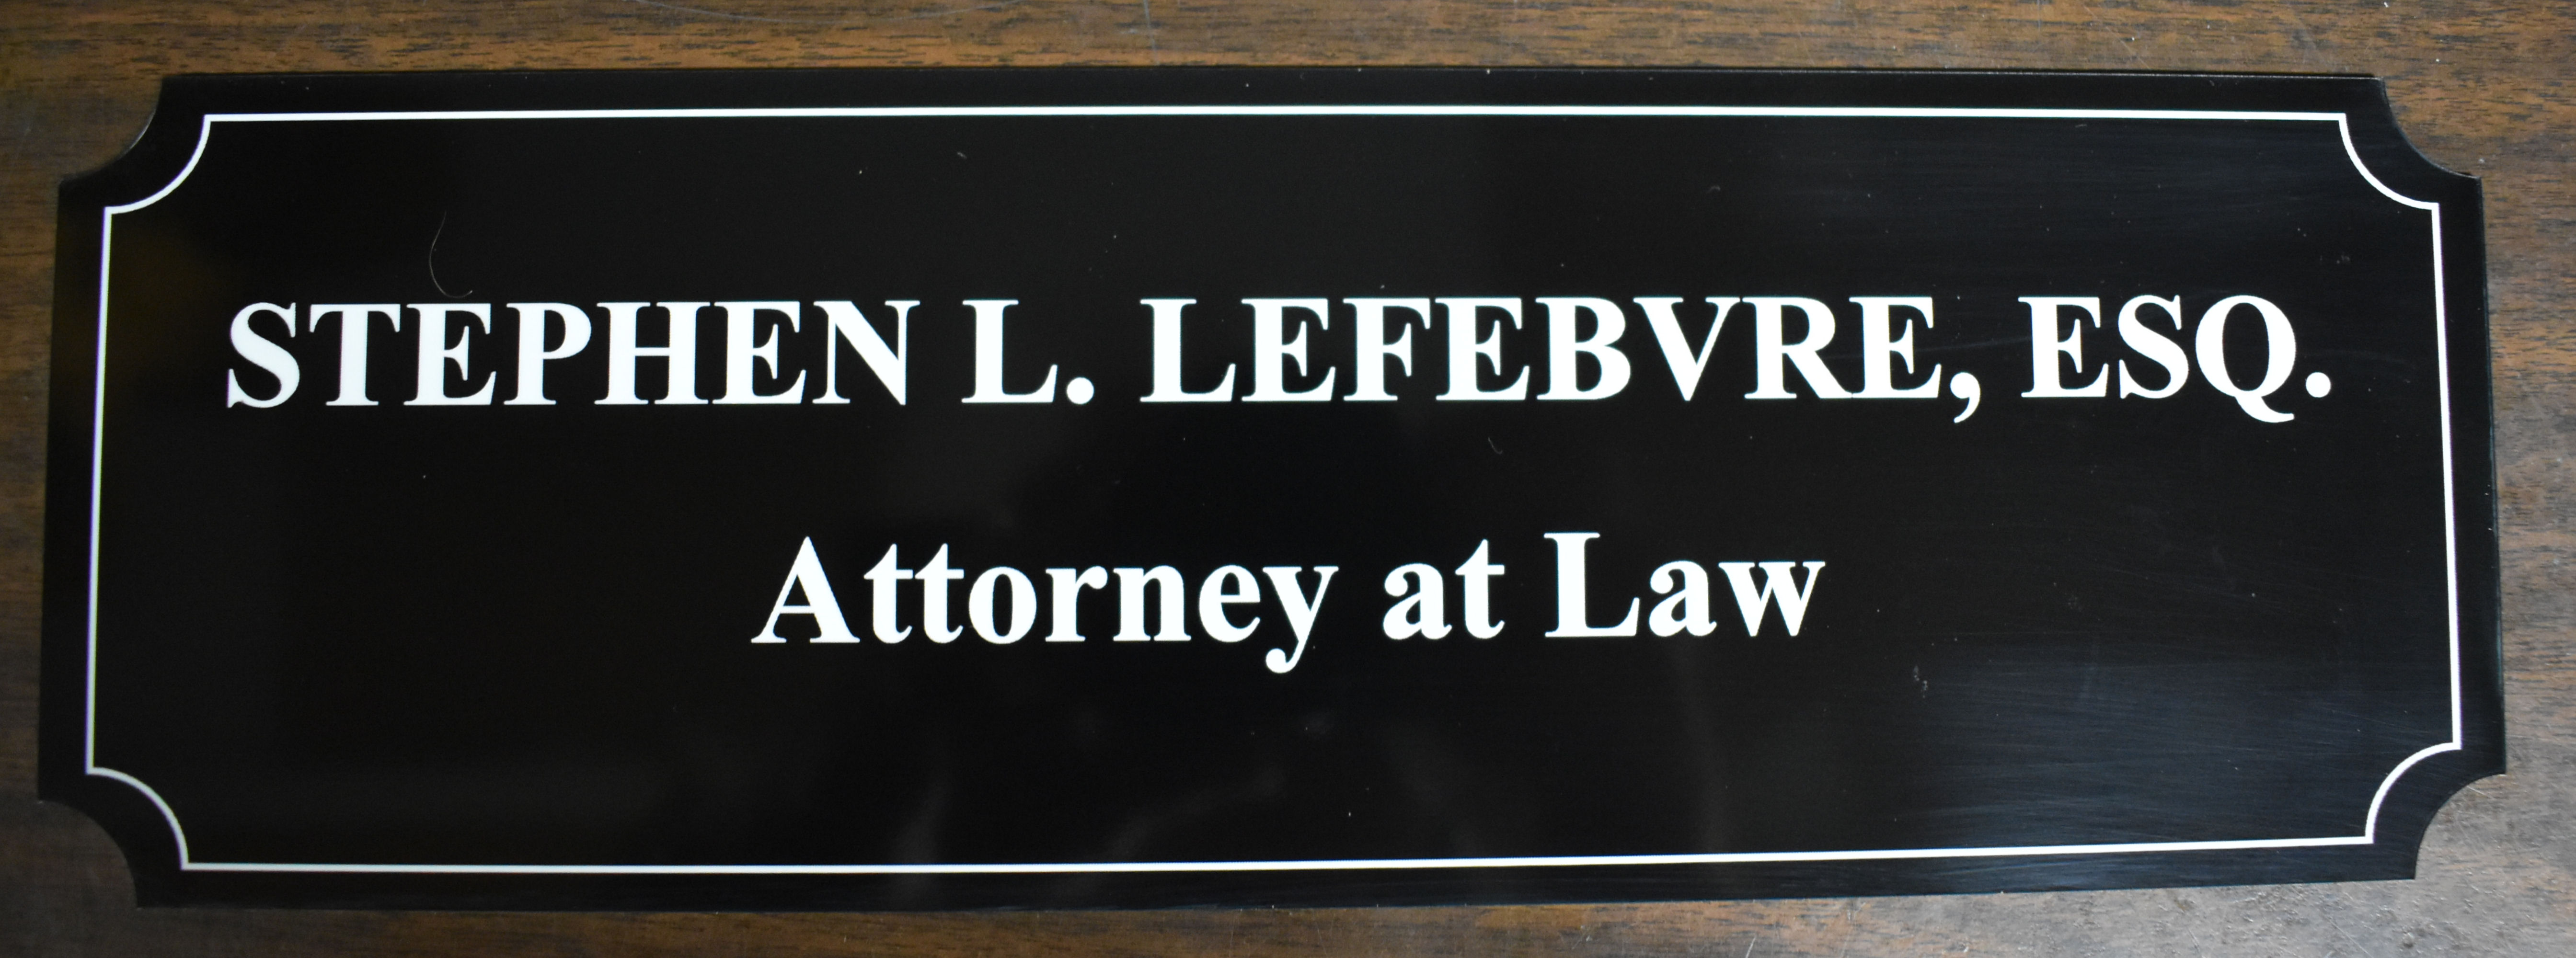 STEPHEN L. LEFEBVRE, ESQ.
Attorney at Law